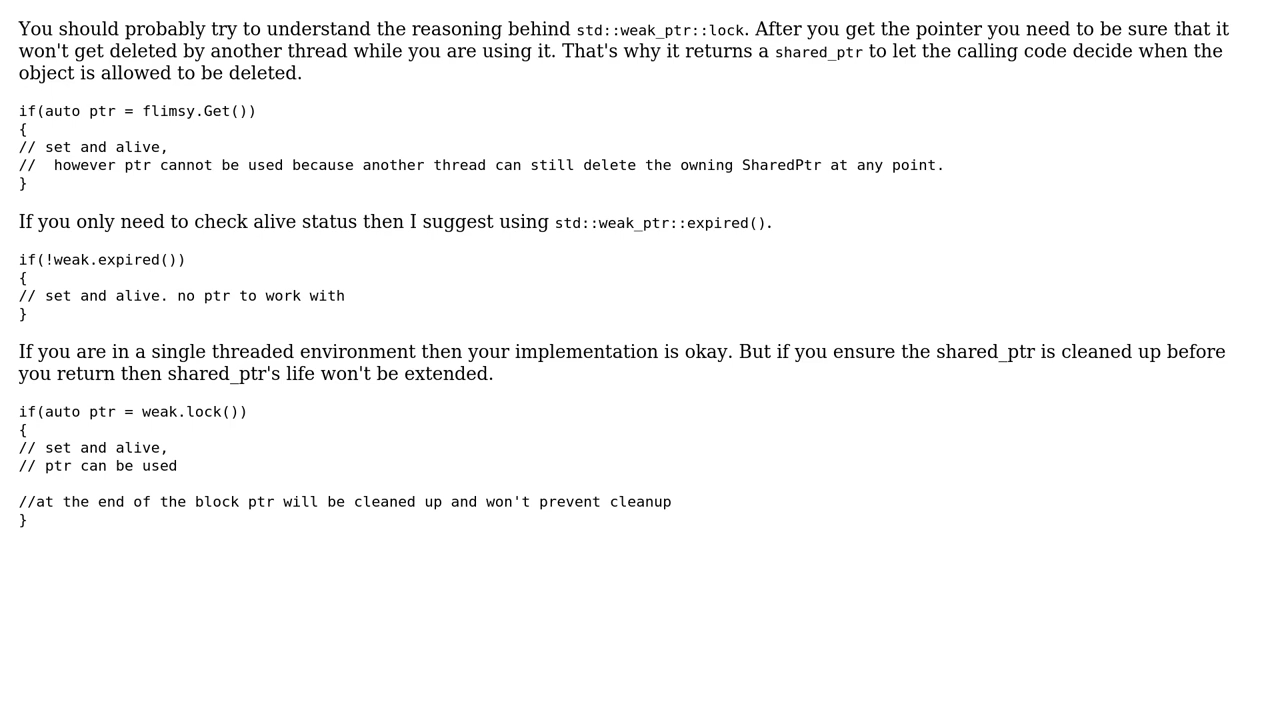 You should probably try to understand the reasoning behind std::weak_ptr::lock. After you get the pointer you need to be sure that it
won't get deleted by another thread while you are using it. That's why it returns a shared_ptr to let the calling code decide when the
object is allowed to be deleted.
if(auto ptr = flimsy.Get())
{
// set and alive,
//  however ptr cannot be used because another thread can still delete the owning SharedPtr at any point.
}
If you only need to check alive status then I suggest using std::weak_ptr::expired().
if(!weak.expired())
{
// set and alive. no ptr to work with
}
If you are in a single threaded environment then your implementation is okay. But if you ensure the shared_ptr is cleaned up before
you return then shared_ptr's life won't be extended.
if(auto ptr = weak.lock())
{
// set and alive,
// ptr can be used
//at the end of the block ptr will be cleaned up and won't prevent cleanup
}